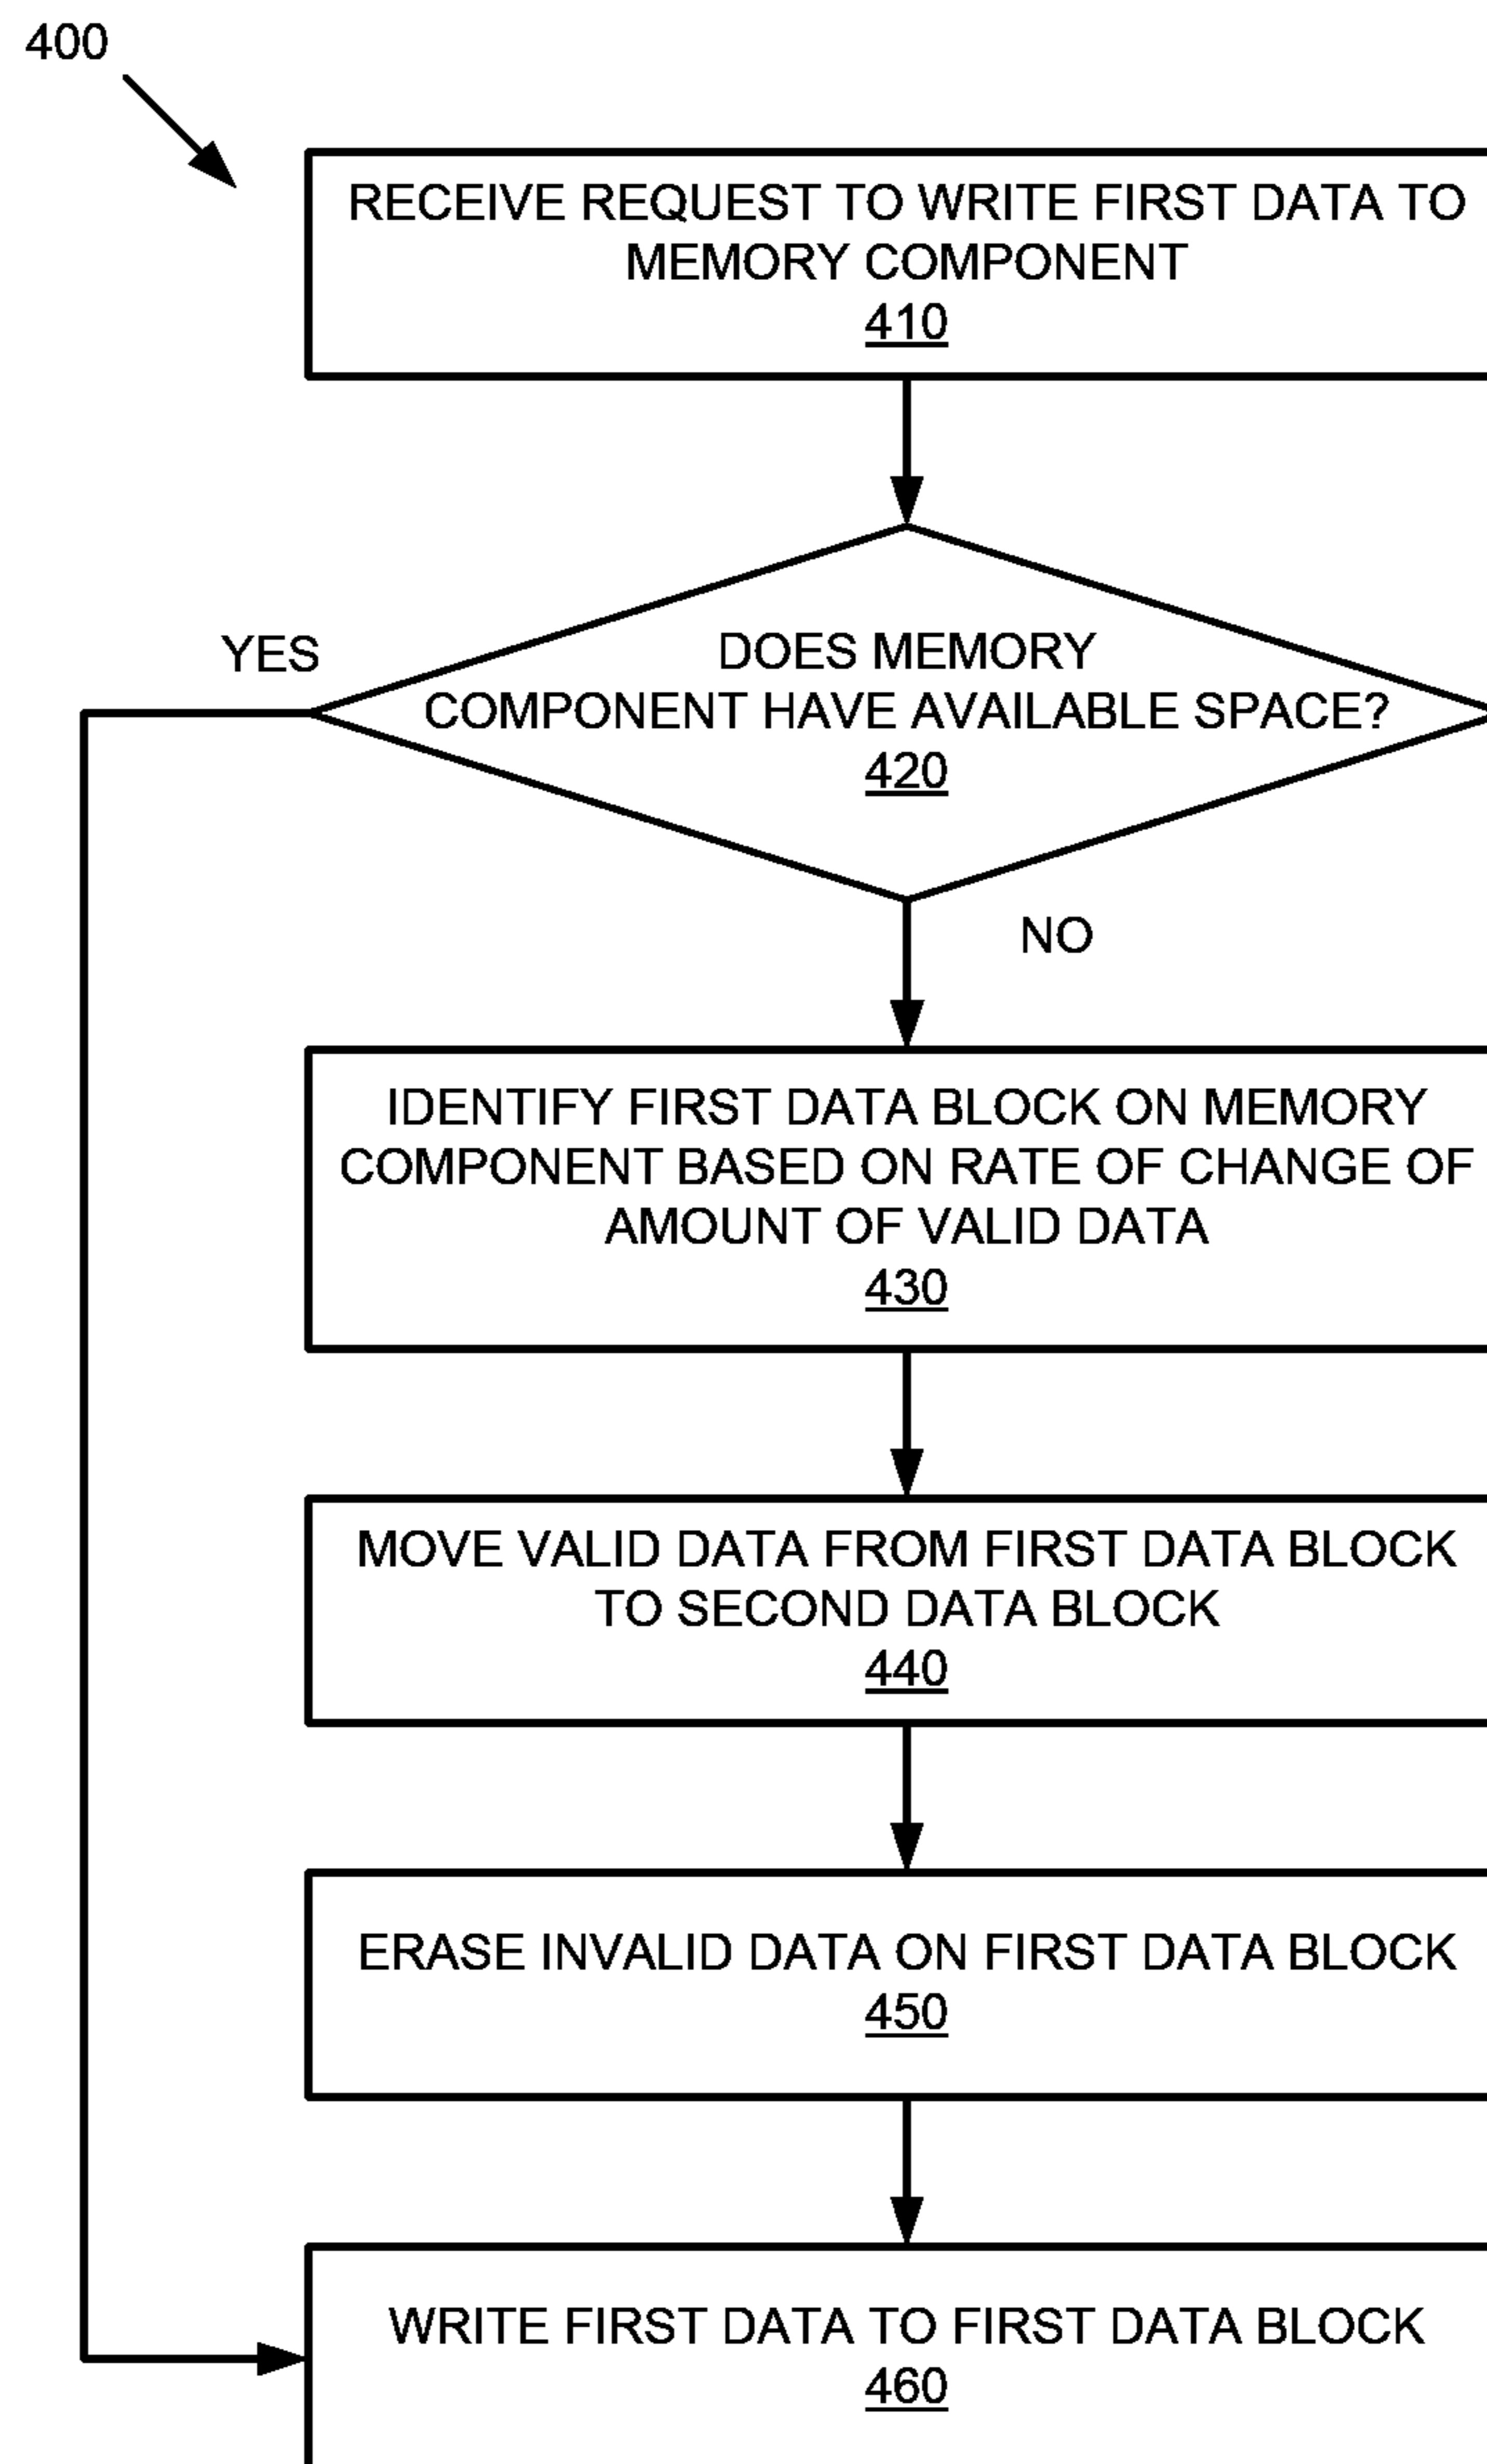 400
RECEIVE REQUEST TO WRITE FIRST DATA TO
MEMORY COMPONENT
410
DOES MEMORY
COMPONENT HAVE AVAILABLE SPACE?
420
YES
NO
IDENTIFY FIRST DATA BLOCK ON MEMORY
COMPONENT BASED ON RATE OF CHANGE OF
AMOUNT OF VALID DATA
430
MOVE VALID DATA FROM FIRST DATA BLOCK
TO SECOND DATA BLOCK
440
ERASE INVALID DATA ON FIRST DATA BLOCK
450
WRITE FIRST DATA TO FIRST DATA BLOCK
460